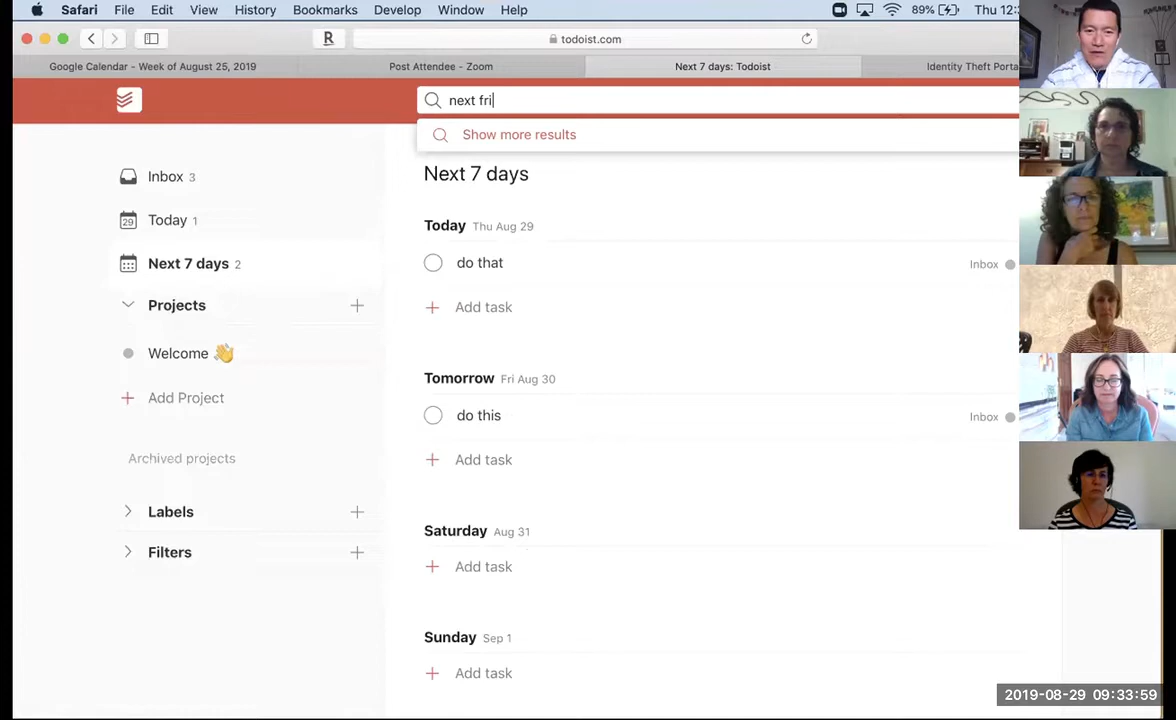 Safari File Edit View History Bookmarks Develop Window Help 89% Thu 12:
R todoist.com
Google Calendar - Week of August 25, 2019 Post Attendee - Zoom Next 7 days: Todoist Identity Theft Porta
next fri
Show more results
Next 7 days
Inbox 3
29 Today 1
Next 7 days 2
Projects
Welcome 👋
Add Project
Archived projects
Labels
Filters
Today Thu Aug 29
do that Inbox
Add task
Tomorrow Fri Aug 30
do this Inbox
Add task
Saturday Aug 31
Add task
Sunday Sep 1
Add task
2019-08-29 09:33:59